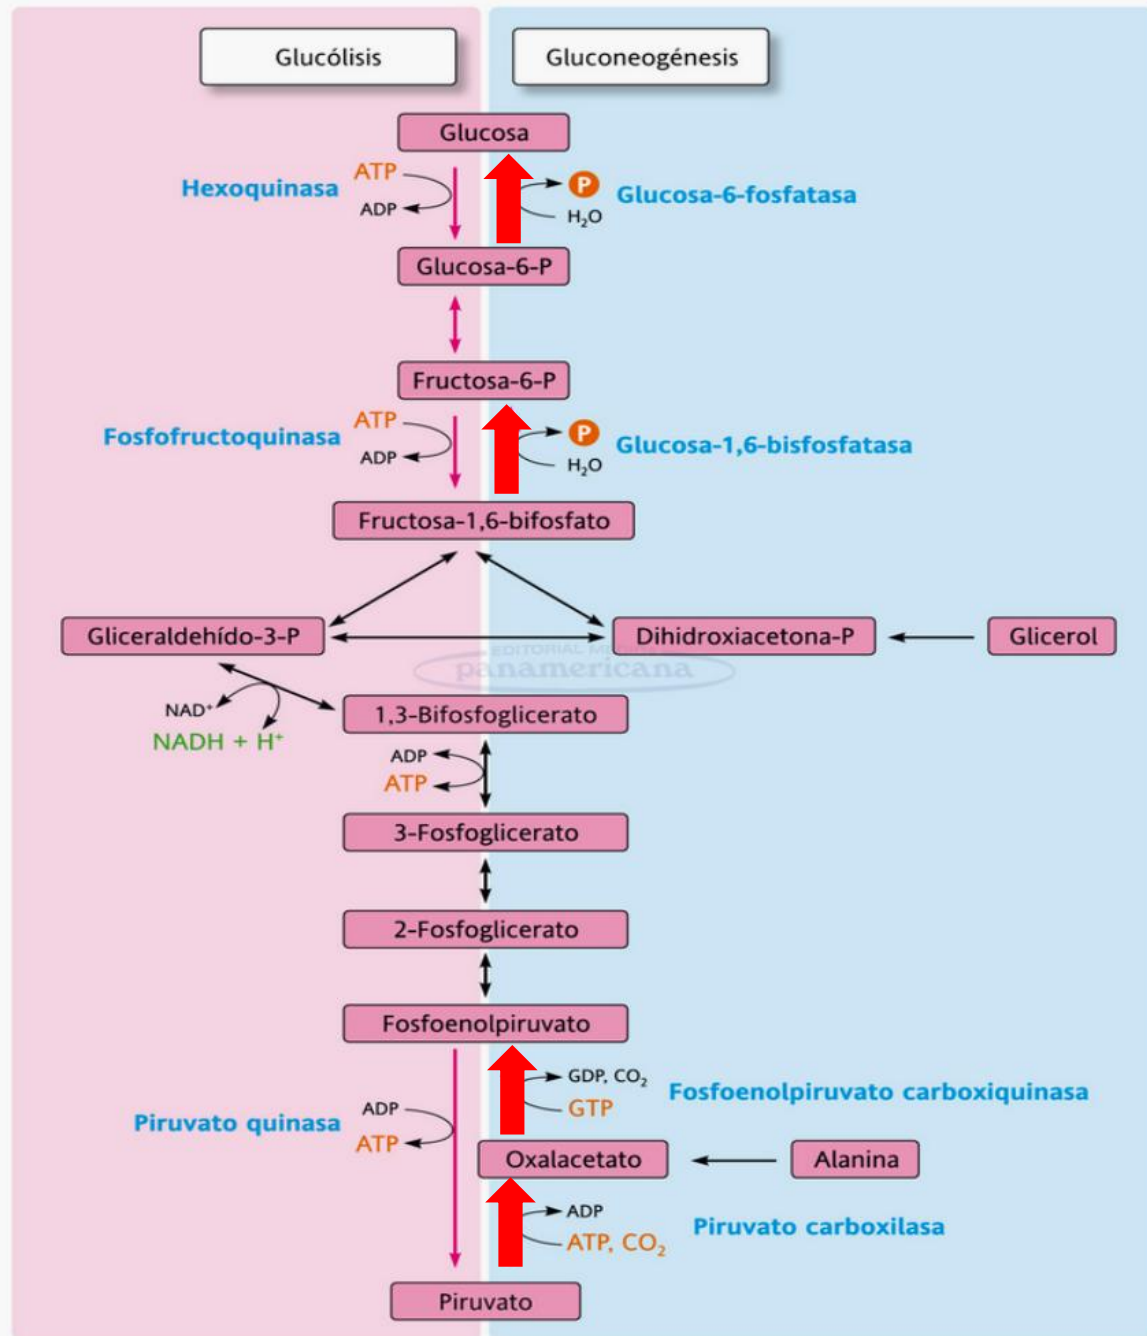 Glucólisis
Gluconeogénesis
Glucosa
Hexoquinasa
ATP
ADP
P
H₂O
Glucosa-6-fosfatasa
Glucosa-6-P
Fructosa-6-P
Fosfofructoquinasa
ATP
ADP
P
H₂O
Glucosa-1,6-bisfosfatasa
Fructosa-1,6-bifosfato
Gliceraldehído-3-P
Dihidroxiacetona-P
Glicerol
EDITORIAL MEDICA
panamericana
NAD⁺
NADH + H⁺
1,3-Bifosfoglicerato
ADP
ATP
3-Fosfoglicerato
2-Fosfoglicerato
Fosfoenolpiruvato
Piruvato quinasa
ADP
ATP
GDP, CO₂
GTP
Fosfoenolpiruvato carboxiquinasa
Oxalacetato
Alanina
ADP
ATP, CO₂
Piruvato carboxilasa
Piruvato